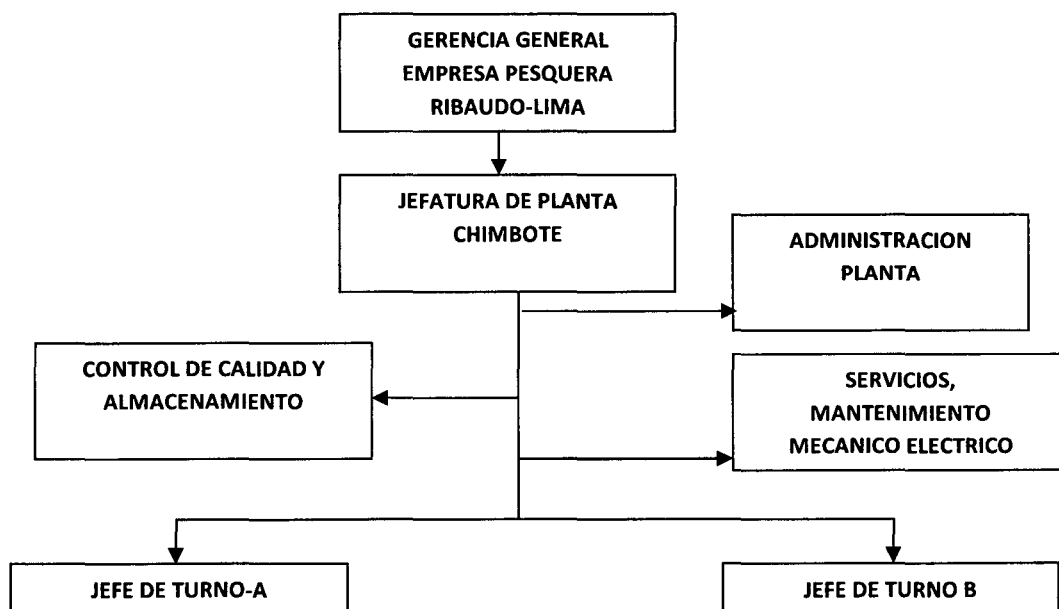 GERENCIA GENERAL
EMPRESA PESQUERA
RIBAUDO-LIMA
JEFATURA DE PLANTA
CHIMBOTE
ADMINISTRACION
PLANTA
CONTROL DE CALIDAD Y
ALMACENAMIENTO
SERVICIOS,
MANTENIMIENTO
MECANICO ELECTRICO
JEFE DE TURNO-A
JEFE DE TURNO B